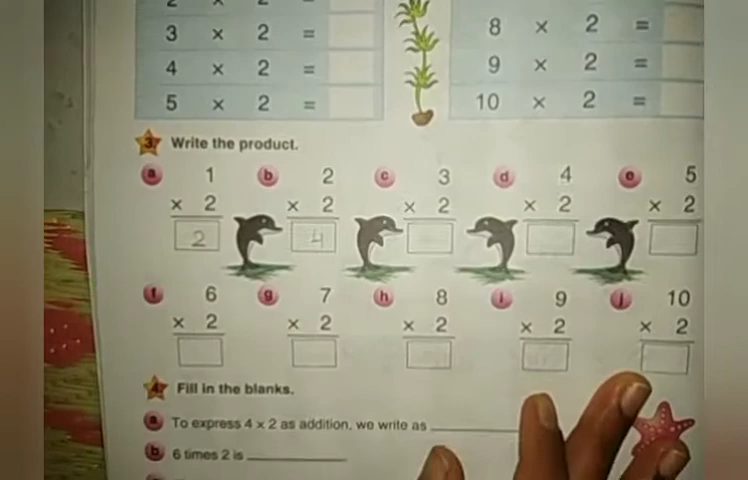 3 × 2 =
8 × 2 =
4 × 2 =
9 × 2 =
5 × 2 =
10 × 2 =
3. Write the product.
a 1 b 2 c 3 d 4 e 5
× 2 × 2 × 2 × 2 × 2
2 4
f 6 g 7 h 8 i 9 j 10
× 2 × 2 × 2 × 2 × 2
4. Fill in the blanks.
a To express 4 × 2 as addition, we write as
b 6 times 2 is